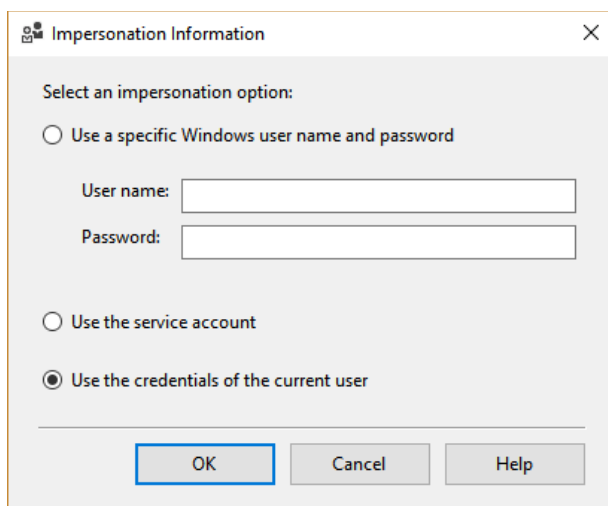 Impersonation Information
Select an impersonation option:
Use a specific Windows user name and password
User name:
Password:
Use the service account
Use the credentials of the current user
OK Cancel Help